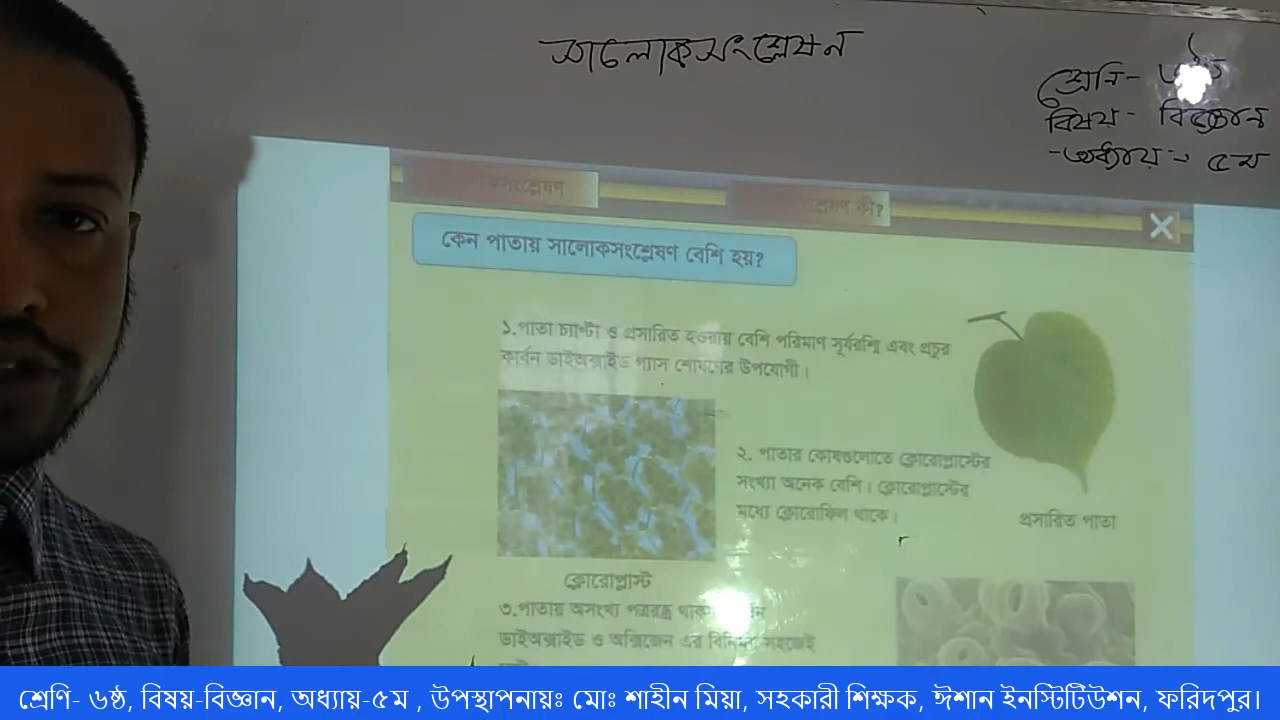 সালোকসংশ্লেষন
শ্রেনি- ৬ষ্ঠ
বিষয়- বিজ্ঞান
অধ্যায়- ৫ম
কেন পাতায় সালোকসংশ্লেষণ বেশি হয়?
১.পাতা চ্যাপ্টা ও প্রসারিত হওয়ায় বেশি পরিমাণ সূর্যরশ্মি এবং প্রচুর
কার্বন ডাইঅক্সাইড গ্যাস শোষণের উপযোগী।
২. পাতার কোষগুলোতে ক্লোরোপ্লাস্টের
সংখ্যা অনেক বেশি। ক্লোরোপ্লাস্টের
মধ্যে ক্লোরোফিল থাকে।
প্রসারিত পাতা
ক্লোরোপ্লাস্ট
৩.পাতায় অসংখ্য পত্ররন্ধ্র
ডাইঅক্সাইড ও অক্সিজেন এর বিনিময় সহজেই
শ্রেণি- ৬ষ্ঠ, বিষয়-বিজ্ঞান, অধ্যায়-৫ম , উপস্থাপনায়ঃ মোঃ শাহীন মিয়া, সহকারী শিক্ষক, ঈশান ইনস্টিটিউশন, ফরিদপুর।